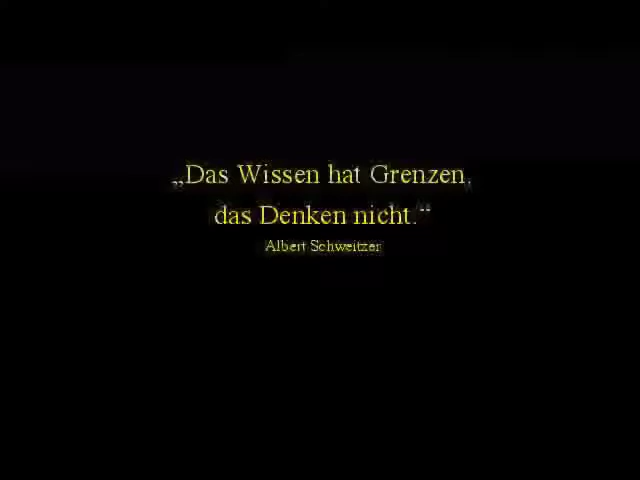 „Das Wissen hat Grenzen,
das Denken nicht.“
Albert Schweitzer